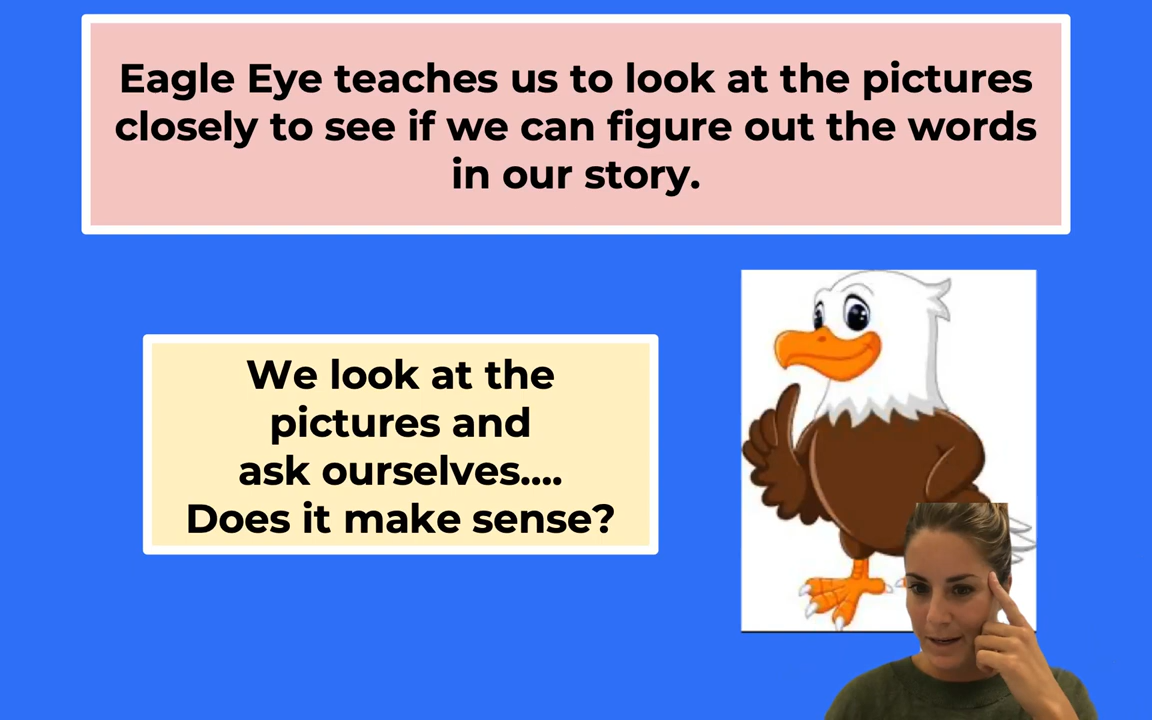 Eagle Eye teaches us to look at the pictures
closely to see if we can figure out the words
in our story.
We look at the
pictures and
ask ourselves....
Does it make sense?